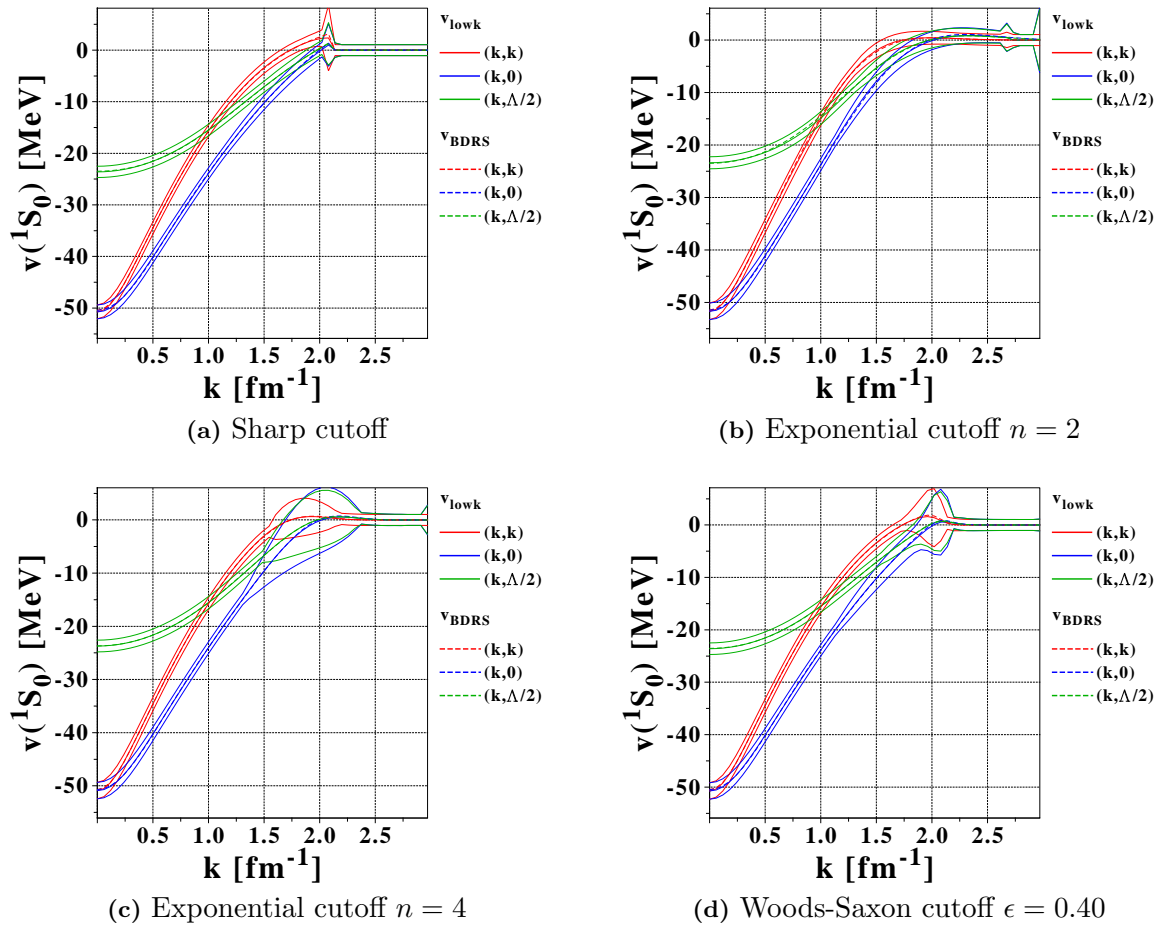 v(¹S₀) [MeV]
0
-10
-20
-30
-40
-50
0.5 1.0 1.5 2.0 2.5
k [fm⁻¹]
v_lowk
(k,k)
(k,0)
(k,Λ/2)
v_BDRS
(k,k)
(k,0)
(k,Λ/2)
(a) Sharp cutoff
v(¹S₀) [MeV]
10
0
-10
-20
-30
-40
-50
0.5 1.0 1.5 2.0 2.5
k [fm⁻¹]
v_lowk
(k,k)
(k,0)
(k,Λ/2)
v_BDRS
(k,k)
(k,0)
(k,Λ/2)
(b) Exponential cutoff n = 2
v(¹S₀) [MeV]
0
-10
-20
-30
-40
-50
0.5 1.0 1.5 2.0 2.5
k [fm⁻¹]
v_lowk
(k,k)
(k,0)
(k,Λ/2)
v_BDRS
(k,k)
(k,0)
(k,Λ/2)
(c) Exponential cutoff n = 4
v(¹S₀) [MeV]
0
-10
-20
-30
-40
-50
0.5 1.0 1.5 2.0 2.5
k [fm⁻¹]
v_lowk
(k,k)
(k,0)
(k,Λ/2)
v_BDRS
(k,k)
(k,0)
(k,Λ/2)
(d) Woods-Saxon cutoff ϵ = 0.40